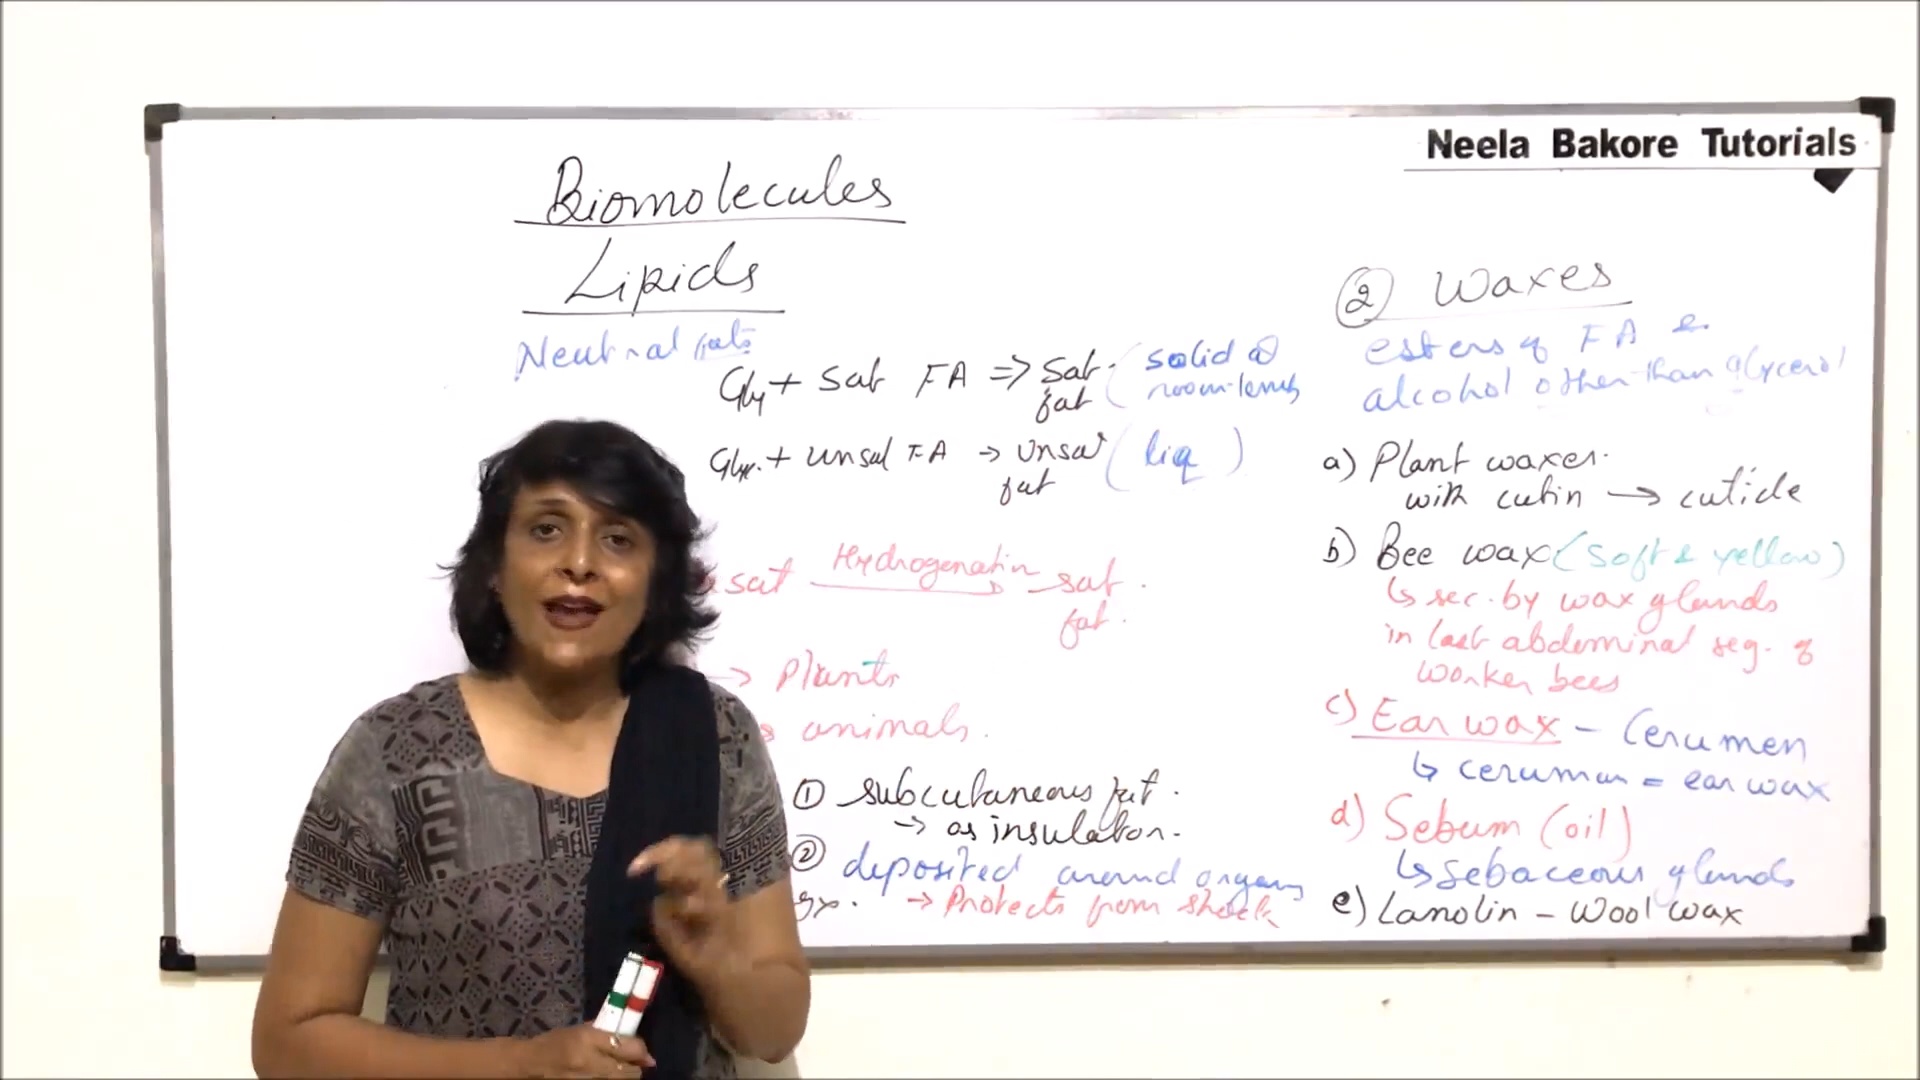 Neela Bakore Tutorials
Biomolecules
Lipids
Neutral fats
Gly + Sat FA => Sat. fat (solid @ room temp
Glyc. + Unsat FA -> Unsat fat (liq)
sat Hydrogenation sat. fat.
-> Plants
animals.
① subcutaneous fat.
-> as insulator.
② deposited around organs
-> Protects from shock
② Waxes
esters of FA &
alcohol other than glycerol
a) Plant waxes.
with cutin -> cuticle
b) Bee wax (soft & yellow)
↳ sec. by wax glands
in last abdominal seg. of
worker bees
c) Ear wax - Cerumen
↳ = ear wax
d) Sebum (oil)
↳ sebaceous glands
e) Lanolin - Wool wax